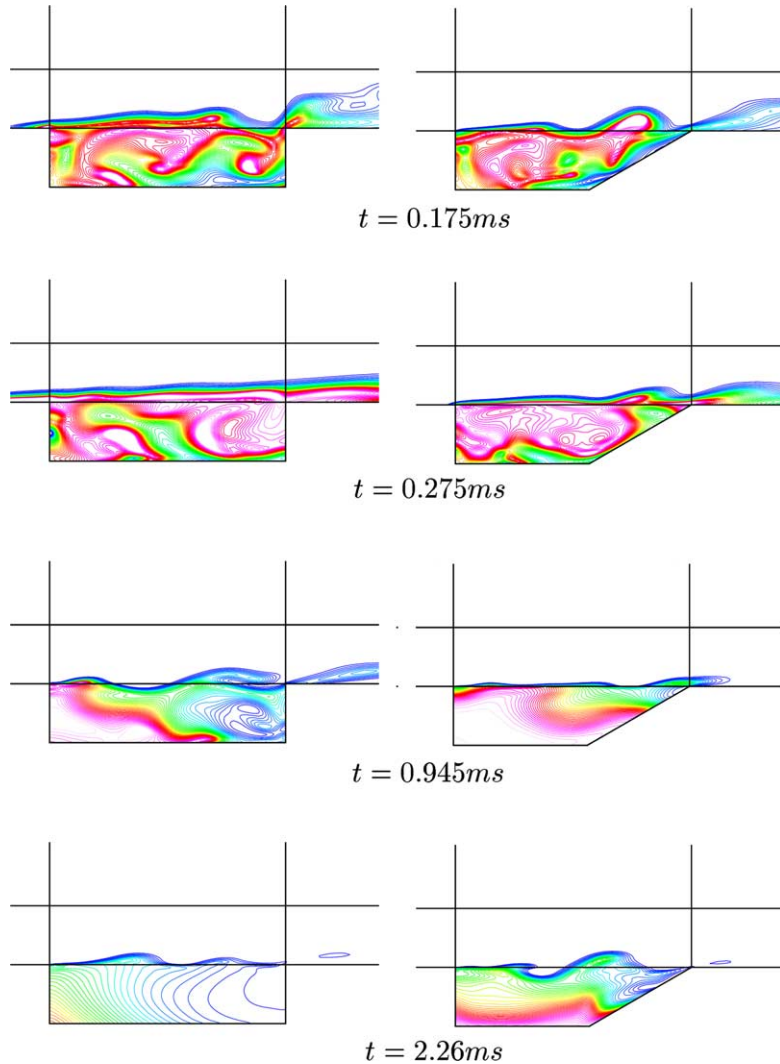 t = 0.175ms
t = 0.275ms
t = 0.945ms
t = 2.26ms